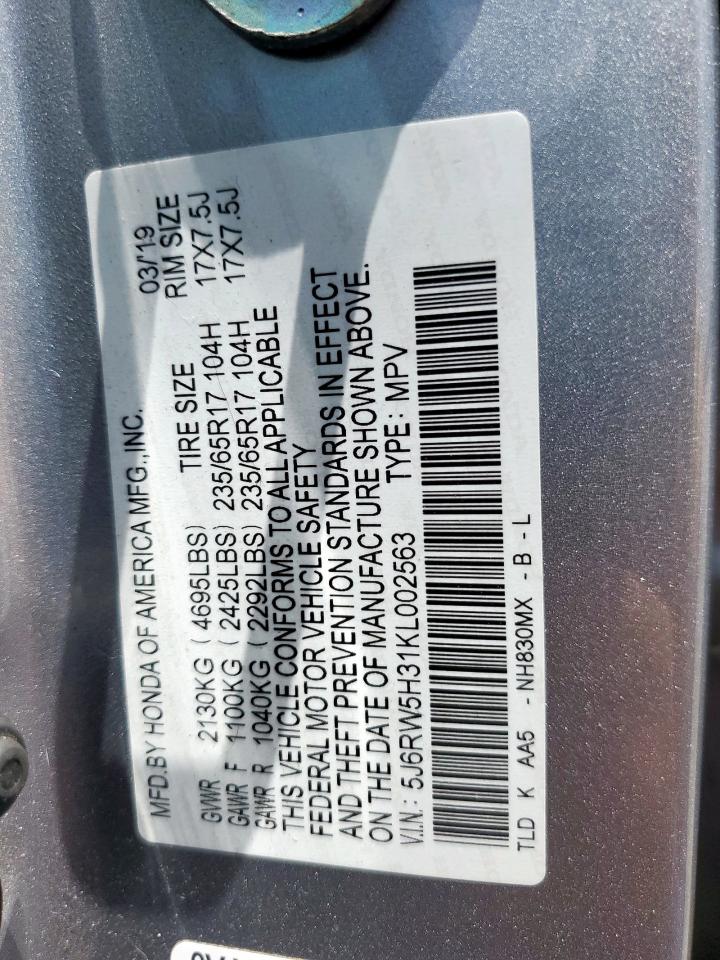 MFD.BY HONDA OF AMERICA MFG.,INC. 03/'19
TIRE SIZE RIM SIZE
GVWR 2130KG ( 4695LBS)
GAWR F 1100KG ( 2425LBS) 235/65R17 104H 17X7.5J
GAWR R 1040KG ( 2292LBS) 235/65R17 104H 17X7.5J
THIS VEHICLE CONFORMS TO ALL APPLICABLE
FEDERAL MOTOR VEHICLE SAFETY
AND THEFT PREVENTION STANDARDS IN EFFECT
ON THE DATE OF MANUFACTURE SHOWN ABOVE.
V.I.N.: 5J6RW5H31KL002563 TYPE: MPV
TLD K AA5 - NH830MX - B - L